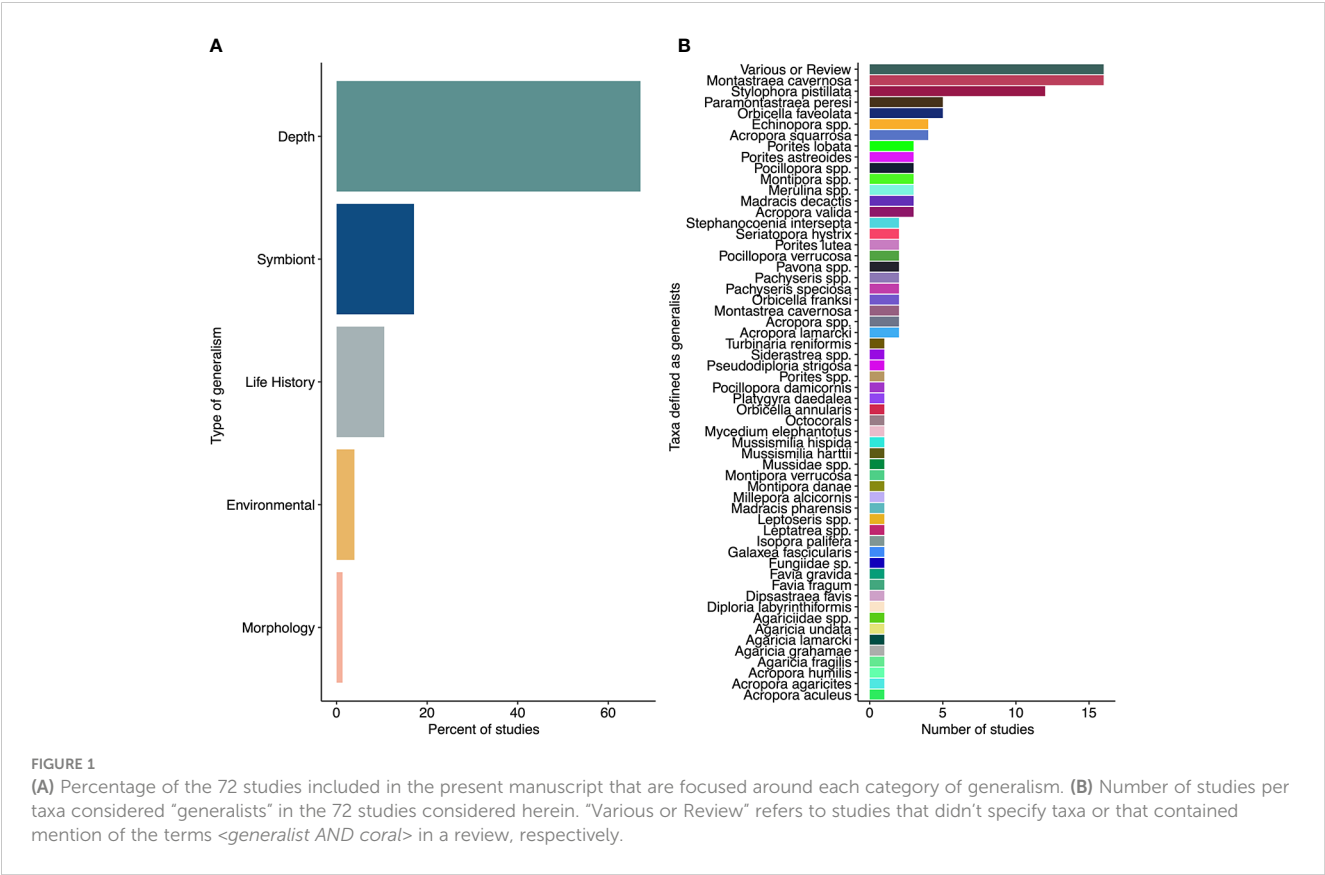 A
Depth
Symbiont
Life History
Environmental
Morphology
Type of generalism
0
20
40
60
Percent of studies
B
Various or Review
Montastraea cavernosa
Stylophora pistillata
Paramontastraea peresi
Orbicella faveolata
Echinopora spp.
Acropora squarrosa
Porites lobata
Porites astreoides
Pocillopora spp.
Montipora spp.
Merulina spp.
Madracis decactis
Acropora valida
Stephanocoenia intersepta
Seriatopora hystrix
Porites lutea
Pocillopora verrucosa
Pavona spp.
Pachyseris spp.
Pachyseris speciosa
Orbicella franksi
Montastrea cavernosa
Acropora spp.
Acropora lamarcki
Turbinaria reniformis
Siderastrea spp.
Pseudodiploria strigosa
Porites spp.
Pocillopora damicornis
Platygyra daedalea
Orbicella annularis
Octocorals
Mycedium elephantotus
Mussismilia hispida
Mussismilia harttii
Mussidae spp.
Montipora verrucosa
Montipora danae
Millepora alcicornis
Madracis pharensis
Leptoseris spp.
Leptatrea spp.
Isopora palifera
Galaxea fascicularis
Fungiidae sp.
Favia gravida
Favia fragum
Dipsastraea favis
Diploria labyrinthiformis
Agariciidae spp.
Agaricia undata
Agaricia lamarcki
Agaricia grahamae
Agaricia fragilis
Acropora humilis
Acropora agaricites
Acropora aculeus
Taxa defined as generalists
0
5
10
15
Number of studies
FIGURE 1
(A) Percentage of the 72 studies included in the present manuscript that are focused around each category of generalism. (B) Number of studies per
taxa considered “generalists” in the 72 studies considered herein. “Various or Review” refers to studies that didn’t specify taxa or that contained
mention of the terms <generalist AND coral> in a review, respectively.